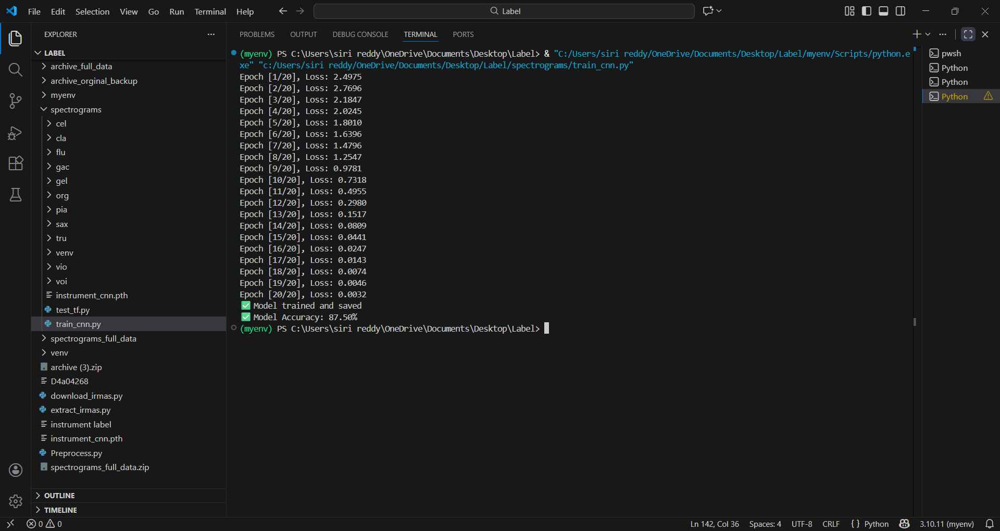 File Edit Selection View Go Run Terminal Help
Label
EXPLORER
LABEL
archive_full_data
archive_orginal_backup
myenv
spectrograms
cel
cla
flu
gac
gel
org
pia
sax
tru
venv
vio
voi
instrument_cnn.pth
test_tf.py
train_cnn.py
spectrograms_full_data
venv
archive (3).zip
D4a04268
download_irmas.py
extract_irmas.py
instrument label
instrument_cnn.pth
Preprocess.py
spectrograms_full_data.zip
OUTLINE
TIMELINE
PROBLEMS OUTPUT DEBUG CONSOLE TERMINAL PORTS
(myenv) PS C:\Users\siri reddy\OneDrive\Documents\Desktop\Label> & "C:/Users/siri reddy/OneDrive/Documents/Desktop/Label/myenv/Scripts/python.e
xe" "c:/Users/siri reddy/OneDrive/Documents/Desktop/Label/spectrograms/train_cnn.py"
Epoch [1/20], Loss: 2.4975
Epoch [2/20], Loss: 2.7696
Epoch [3/20], Loss: 2.1847
Epoch [4/20], Loss: 2.0245
Epoch [5/20], Loss: 1.8010
Epoch [6/20], Loss: 1.6396
Epoch [7/20], Loss: 1.4796
Epoch [8/20], Loss: 1.2547
Epoch [9/20], Loss: 0.9781
Epoch [10/20], Loss: 0.7318
Epoch [11/20], Loss: 0.4955
Epoch [12/20], Loss: 0.2980
Epoch [13/20], Loss: 0.1517
Epoch [14/20], Loss: 0.0809
Epoch [15/20], Loss: 0.0441
Epoch [16/20], Loss: 0.0247
Epoch [17/20], Loss: 0.0143
Epoch [18/20], Loss: 0.0074
Epoch [19/20], Loss: 0.0046
Epoch [20/20], Loss: 0.0032
✅ Model trained and saved
✅ Model Accuracy: 87.50%
(myenv) PS C:\Users\siri reddy\OneDrive\Documents\Desktop\Label>
pwsh
Python
Python
Python
0 0
Ln 142, Col 36 Spaces: 4 UTF-8 CRLF { } Python 3.10.11 (myenv)